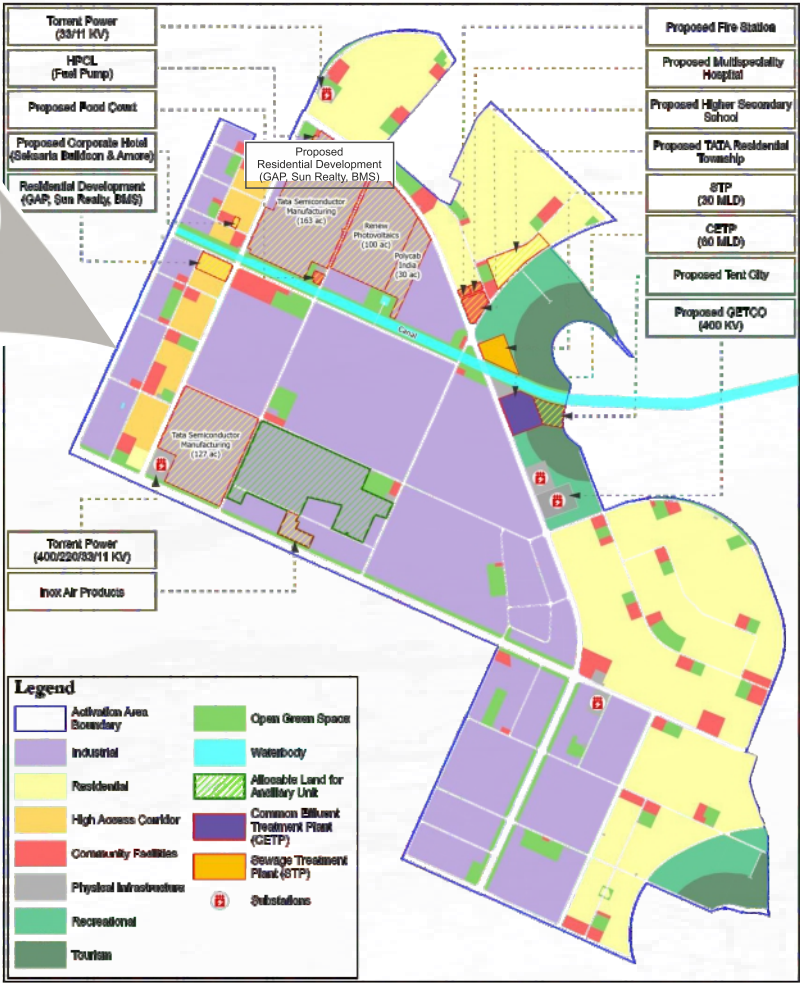 Torrent Power
(33/11 KV)
HPCL
(Fuel Pump)
Proposed Food Court
Proposed Corporate Hotel
(Seksaria Buildson & Amore)
Residential Development
(GAP, Sun Realty, BMS)
Proposed
Residential Development
(GAP, Sun Realty, BMS)
Proposed Fire Station
Proposed Multispeciality
Hospital
Proposed Higher Secondary
School
Proposed TATA Residential
Township
STP
(30 MLD)
CETP
(60 MLD)
Proposed Tent City
Proposed GETCO
(400 KV)
Tata Semiconductor
Manufacturing
(163 ac)
Renew
Photovoltaics
(100 ac)
Polycab
India
(30 ac)
Canal
Tata Semiconductor
Manufacturing
(127 ac)
Torrent Power
(400/220/33/11 KV)
Inox Air Products
Legend
Activation Area
Boundary
Industrial
Residential
High Access Corridor
Community Facilities
Physical Infrastructure
Recreational
Tourism
Open Green Space
Waterbody
Allocable Land for
Ancillary Unit
Common Effluent
Treatment Plant
(CETP)
Sewage Treatment
Plant (STP)
Substations